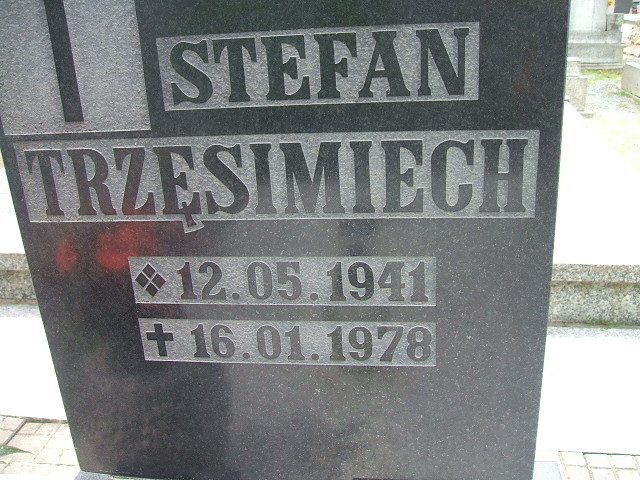 STEFAN
TRZĘSIMIECH
12.05.1941
16.01.1978